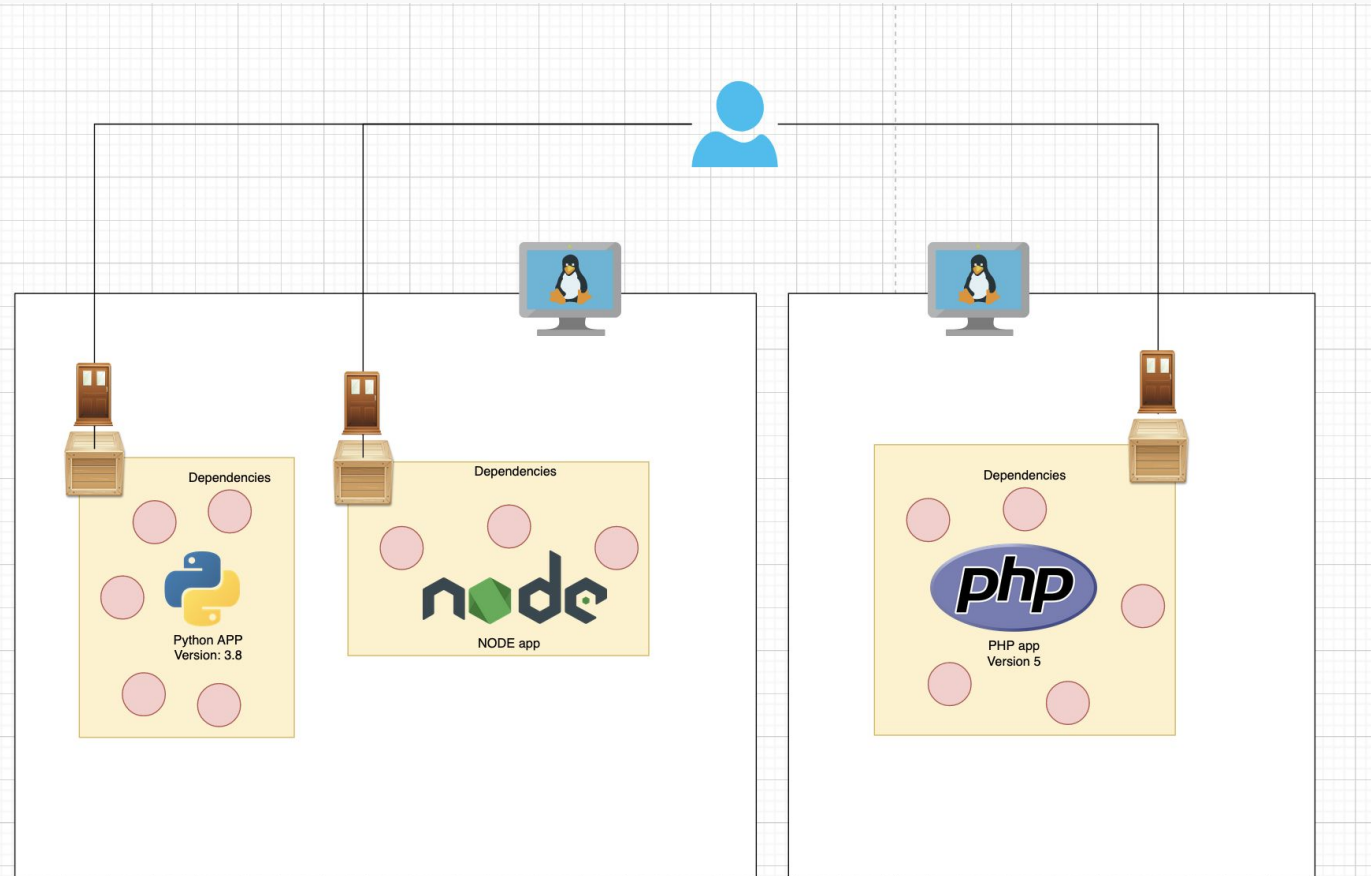 Dependencies
Python APP
Version: 3.8
Dependencies
node
NODE app
Dependencies
php
PHP app
Version 5